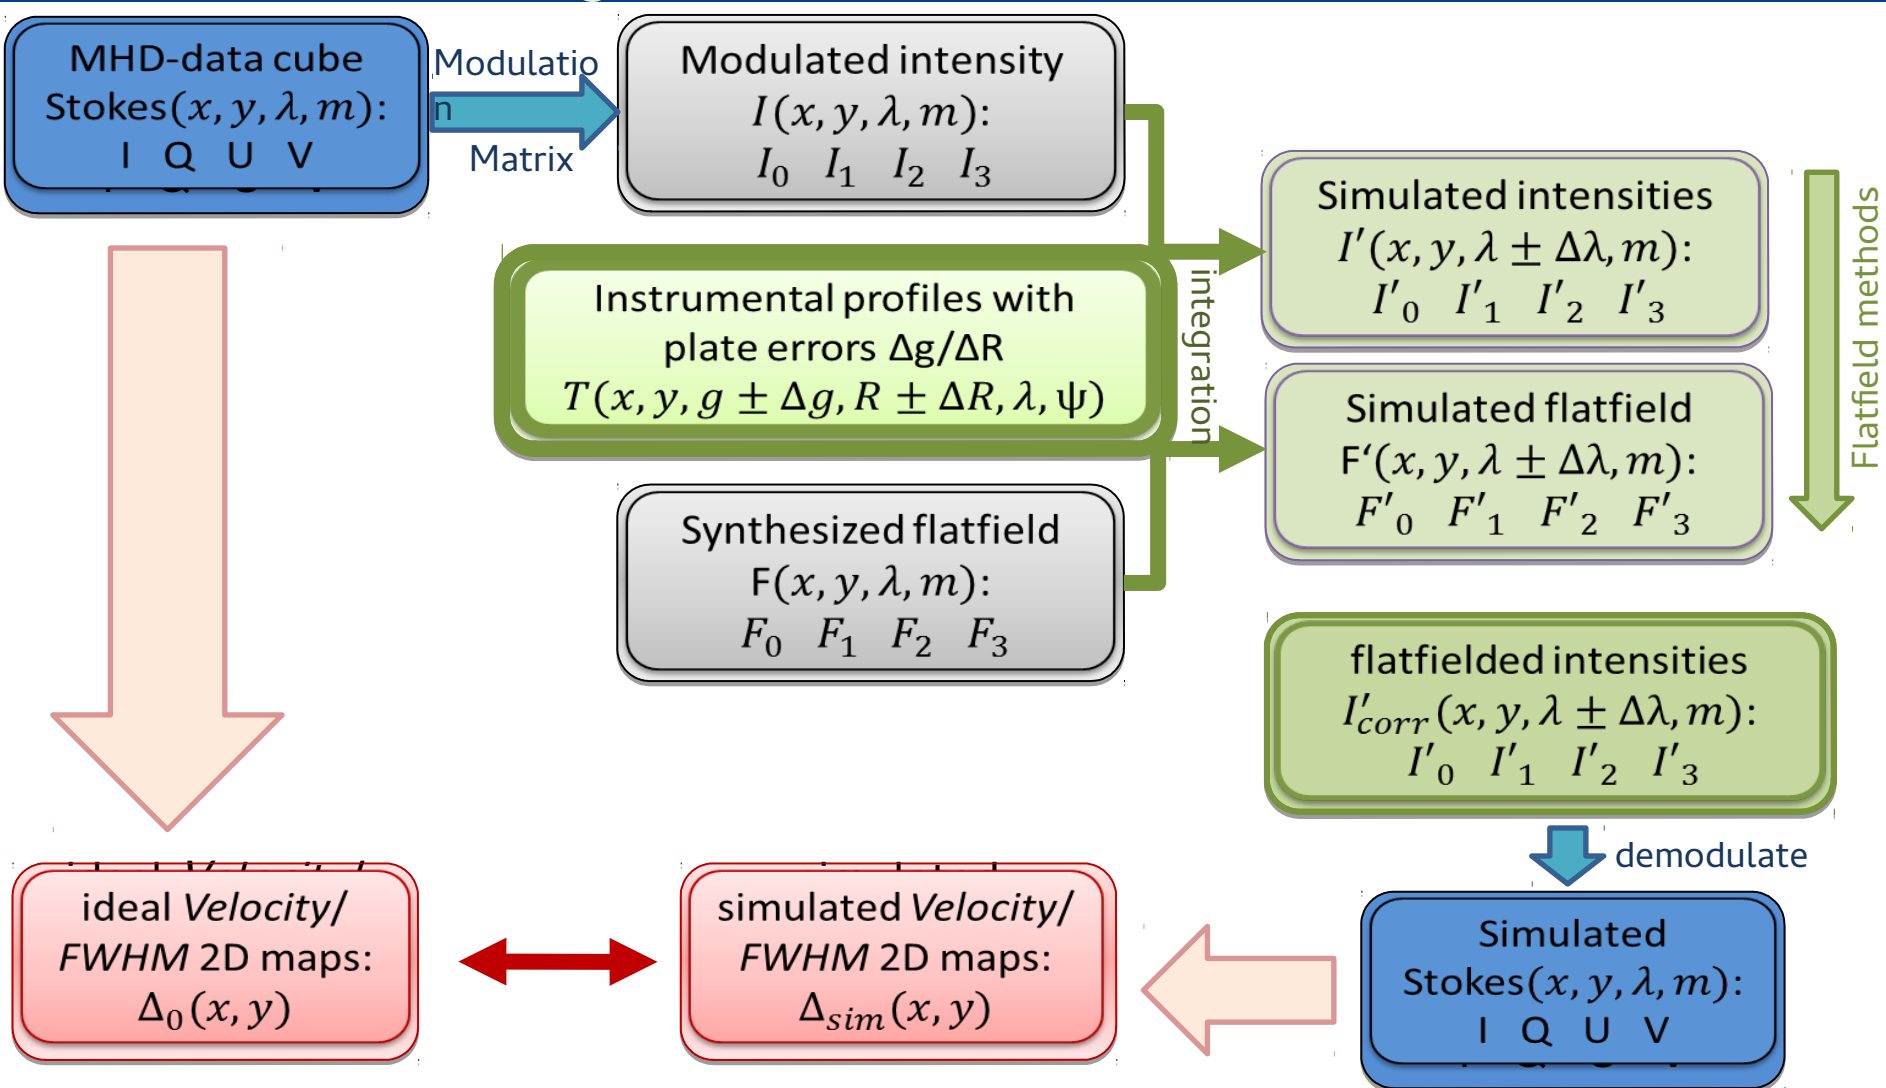 MHD-data cube
Stokes(x, y, λ, m):
I Q U V
Modulatio
n
Matrix
Modulated intensity
I(x, y, λ, m):
I₀ I₁ I₂ I₃
Instrumental profiles with
plate errors Δg/ΔR
T(x, y, g ± Δg, R ± ΔR, λ, ψ)
integration
Synthesized flatfield
F(x, y, λ, m):
F₀ F₁ F₂ F₃
Simulated intensities
I′(x, y, λ ± Δλ, m):
I′₀ I′₁ I′₂ I′₃
Simulated flatfield
F‘(x, y, λ ± Δλ, m):
F′₀ F′₁ F′₂ F′₃
Flatfield methods
flatfielded intensities
I′corr(x, y, λ ± Δλ, m):
I′₀ I′₁ I′₂ I′₃
demodulate
Simulated
Stokes(x, y, λ, m):
I Q U V
simulated Velocity/
FWHM 2D maps:
Δsim(x, y)
ideal Velocity/
FWHM 2D maps:
Δ₀(x, y)